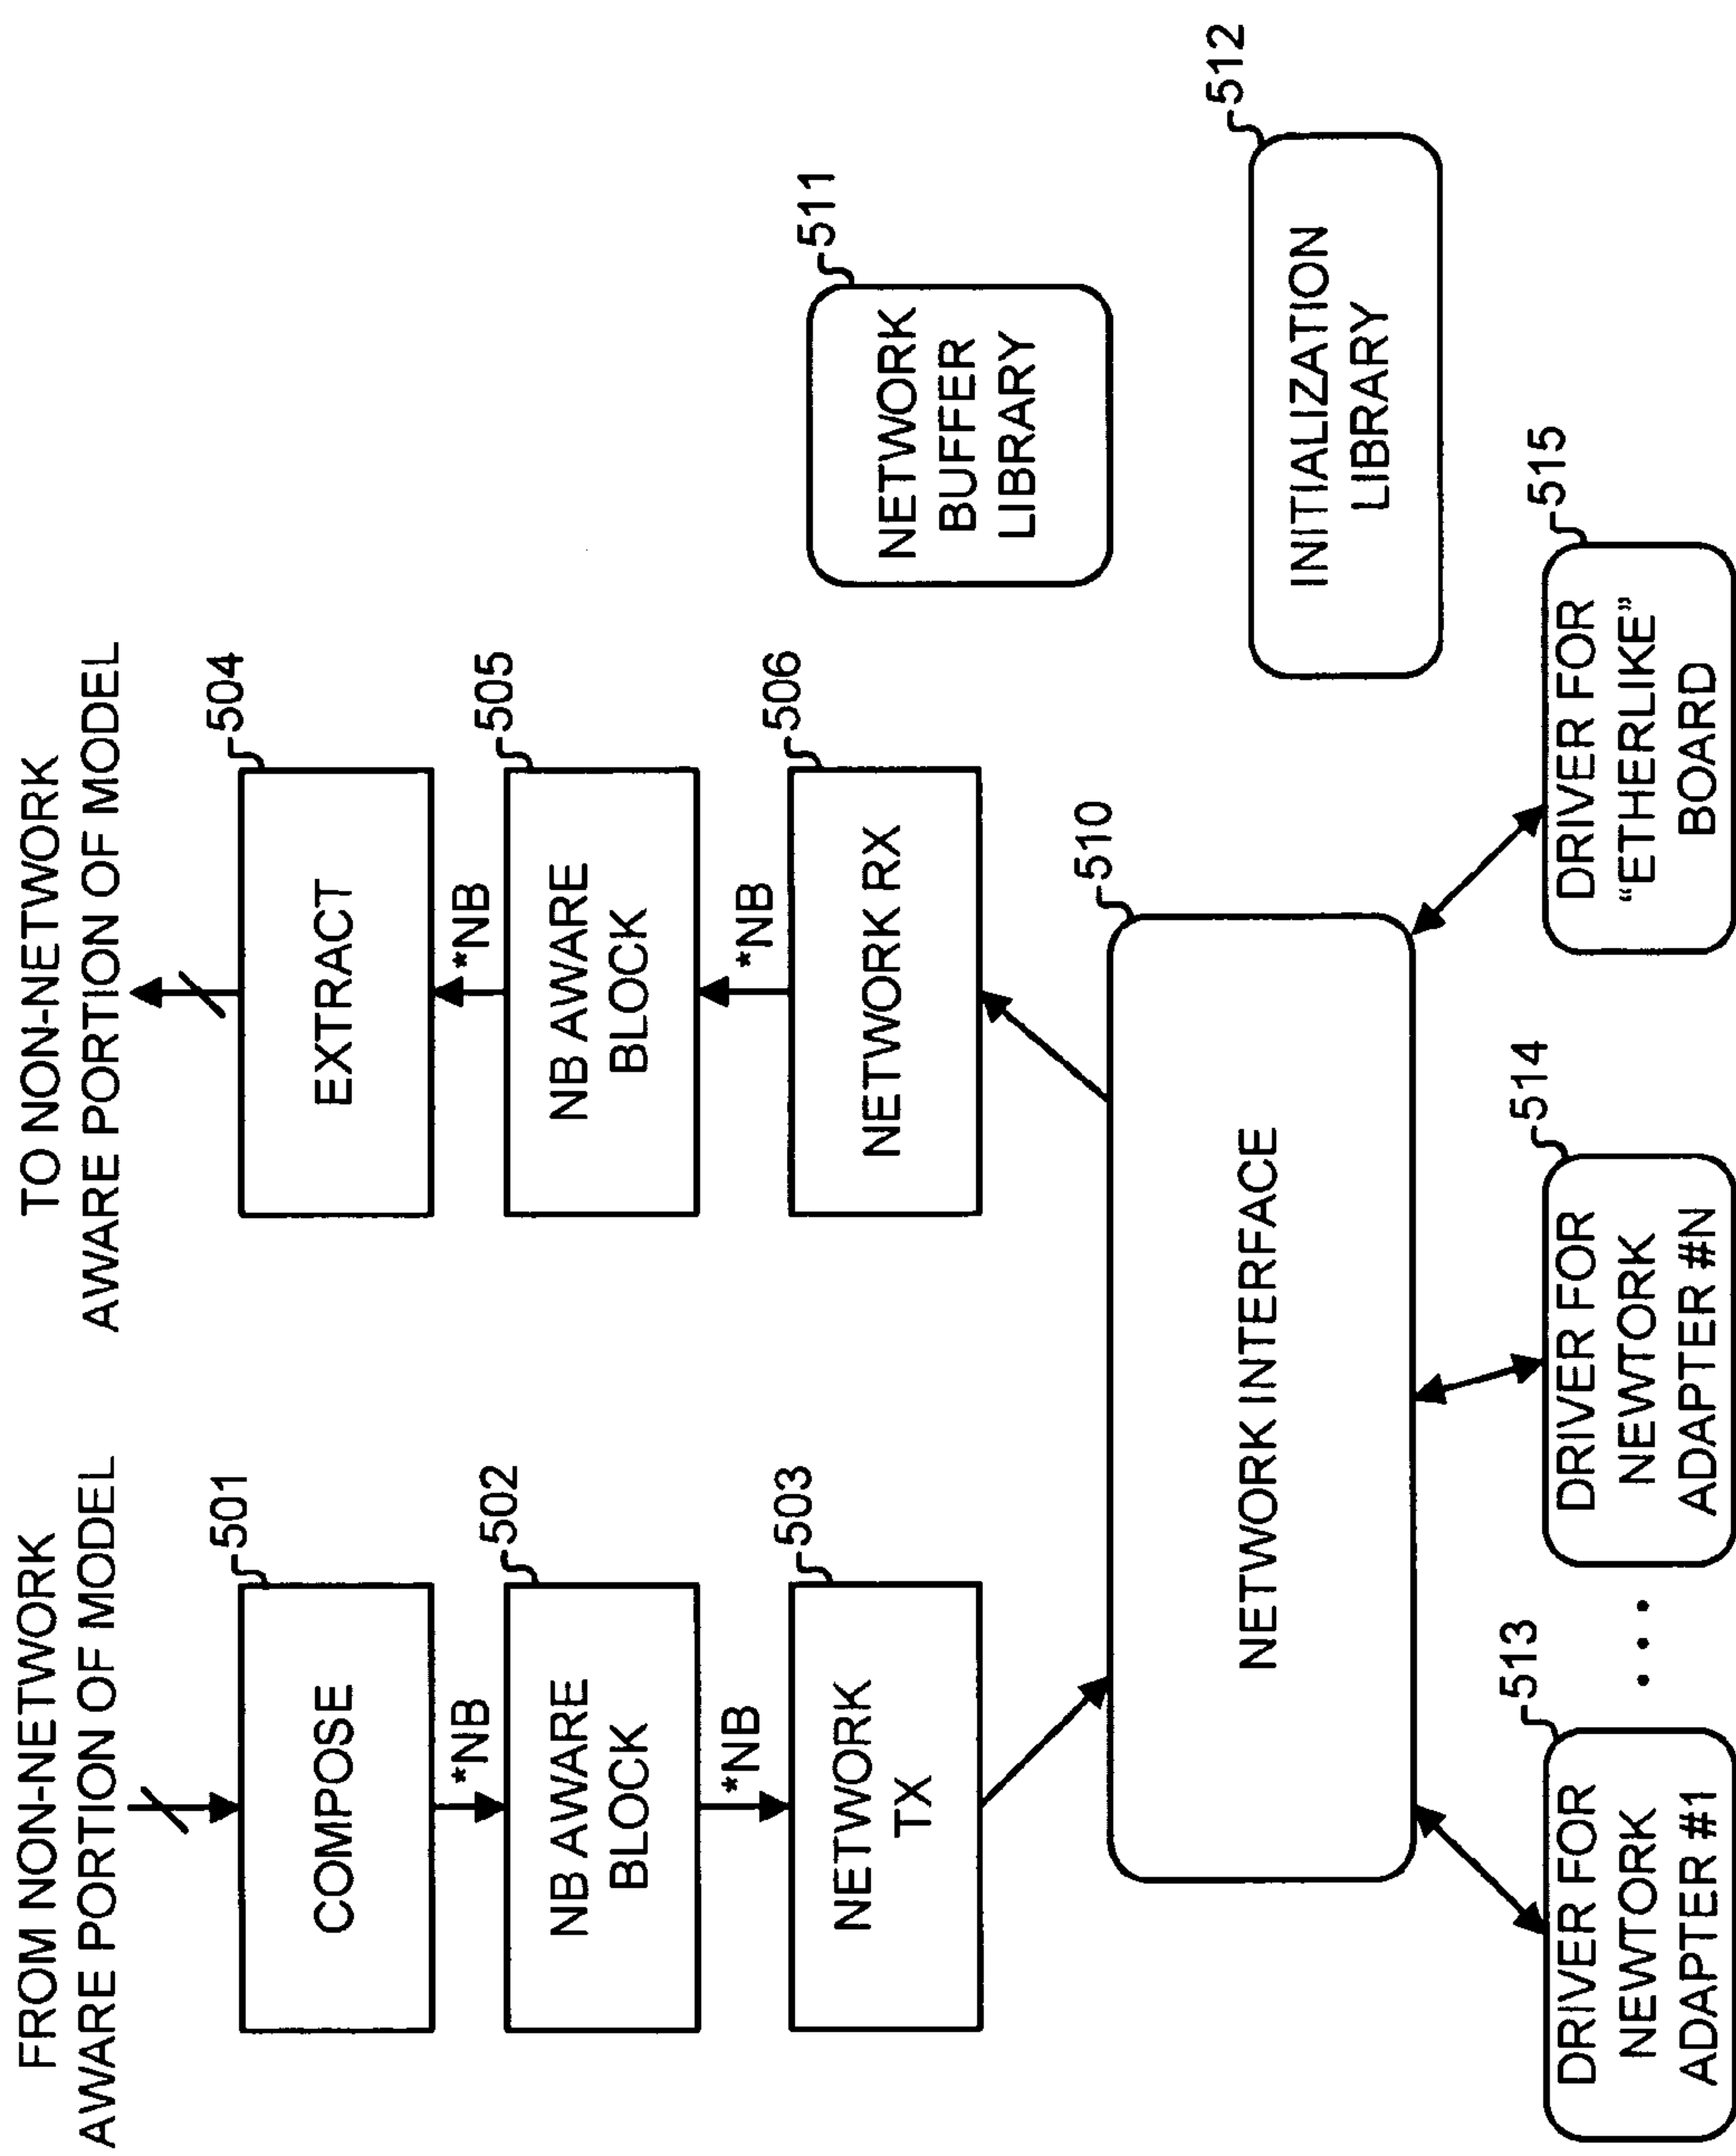 FROM NON-NETWORK
AWARE PORTION OF MODEL
TO NON-NETWORK
AWARE PORTION OF MODEL
501
COMPOSE
504
EXTRACT
*NB
*NB
502
NB AWARE
BLOCK
505
NB AWARE
BLOCK
*NB
*NB
503
NETWORK
TX
506
NETWORK RX
511
NETWORK
BUFFER
LIBRARY
510
NETWORK INTERFACE
512
INITIALIZATION
LIBRARY
513
DRIVER FOR
NEWTORK
ADAPTER #1
• • •
514
DRIVER FOR
NEWTORK
ADAPTER #N
515
DRIVER FOR
“ETHERLIKE”
BOARD